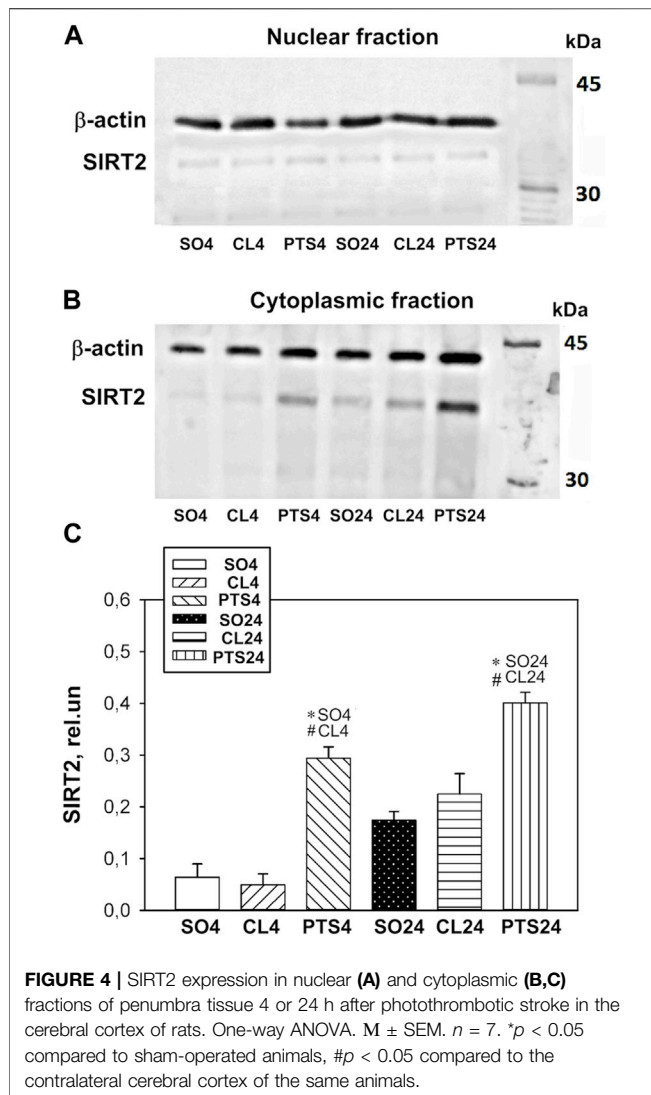 A
Nuclear fraction
kDa
45
β-actin
SIRT2
30
SO4 CL4 PTS4 SO24 CL24 PTS24
B
Cytoplasmic fraction
kDa
β-actin
45
SIRT2
30
SO4 CL4 PTS4 SO24 CL24 PTS24
C
SO4
CL4
PTS4
SO24
CL24
PTS24
SIRT2, rel.un
0,6
0,5
0,4
0,3
0,2
0,1
0,0
* SO4
# CL4
* SO24
# CL24
SO4 CL4 PTS4 SO24 CL24 PTS24
FIGURE 4 | SIRT2 expression in nuclear (A) and cytoplasmic (B,C)
fractions of penumbra tissue 4 or 24 h after photothrombotic stroke in the
cerebral cortex of rats. One-way ANOVA. M ± SEM. n = 7. *p < 0.05
compared to sham-operated animals, #p < 0.05 compared to the
contralateral cerebral cortex of the same animals.